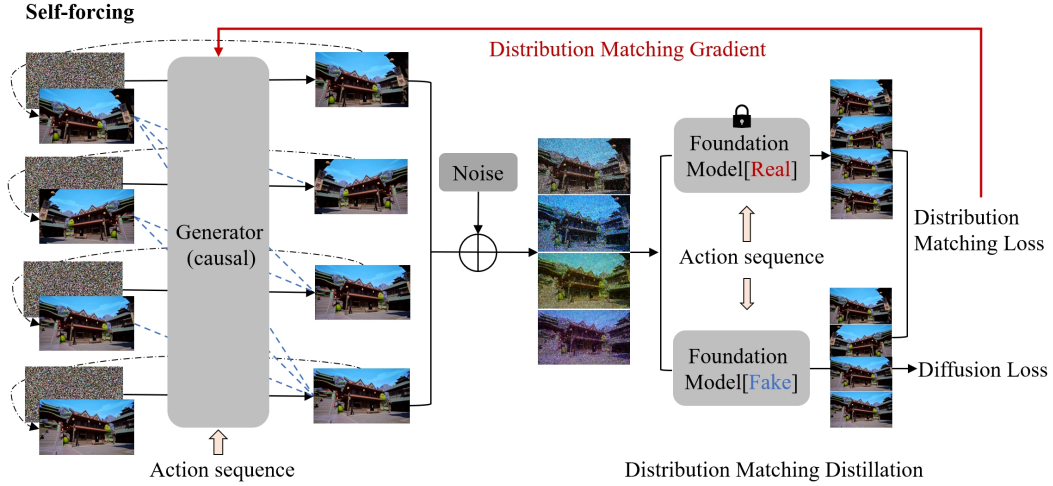 Self-forcing
Distribution Matching Gradient
Generator
(causal)
Action sequence
Noise
Foundation
Model[Real]
Action sequence
Foundation
Model[Fake]
Distribution
Matching Loss
Diffusion Loss
Distribution Matching Distillation